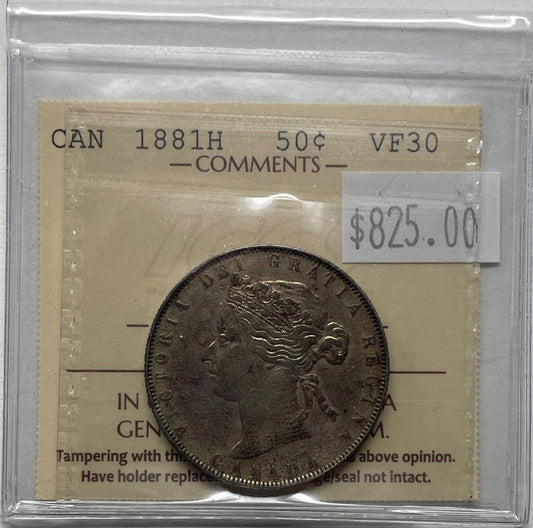 CAN 1881H 50¢ VF30
COMMENTS
$825.00
VICTORIA DEI GRATIA REGINA
CANADA
IN A
GEN M.
Tampering with thi s above opinion.
Have holder replace ge/seal not intact.